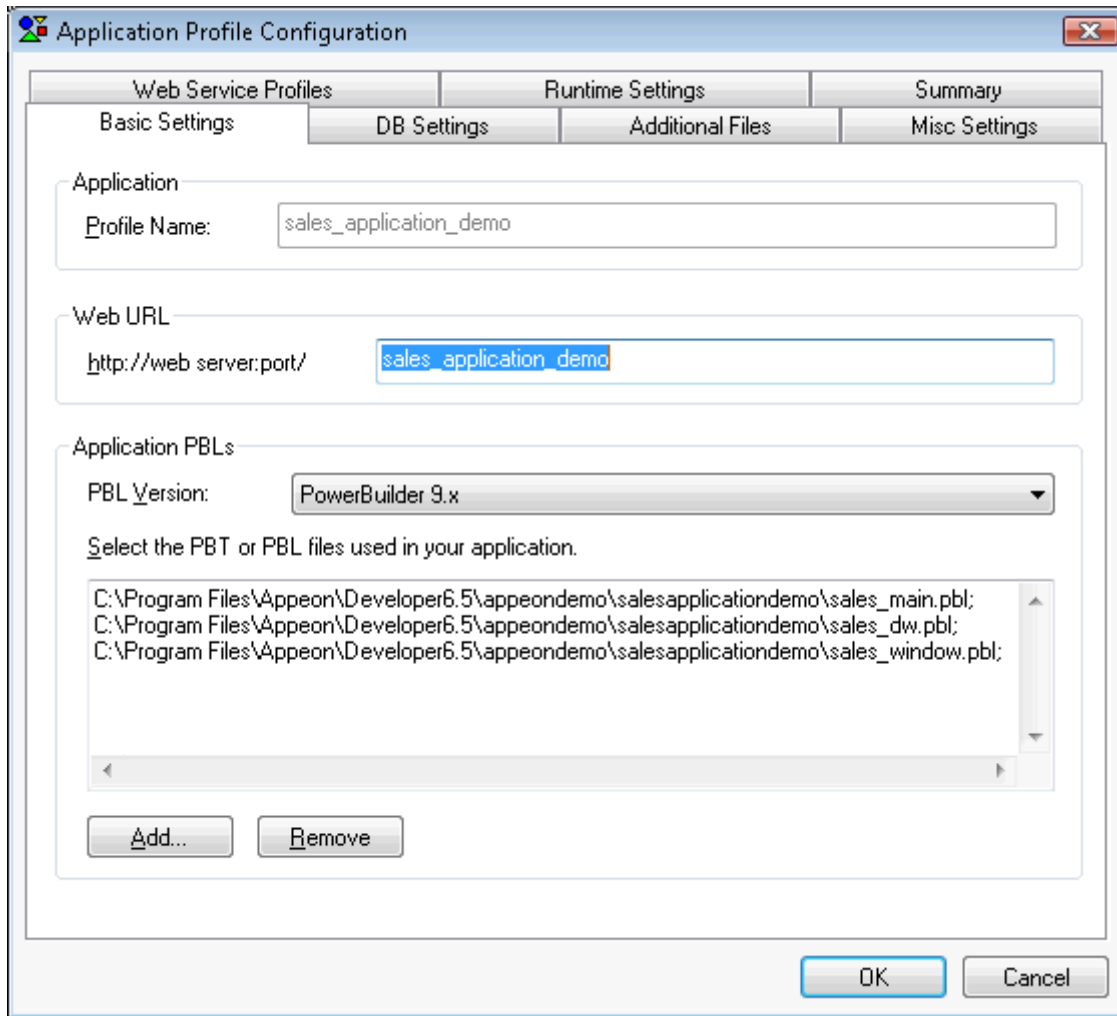 Application Profile Configuration
Web Service Profiles Runtime Settings Summary
Basic Settings DB Settings Additional Files Misc Settings
Application
Profile Name: sales_application_demo
Web URL
http://web server:port/ sales_application_demo
Application PBLs
PBL Version: PowerBuilder 9.x
Select the PBT or PBL files used in your application.
C:\Program Files\Appeon\Developer6.5\appeondemo\salesapplicationdemo\sales_main.pbl;
C:\Program Files\Appeon\Developer6.5\appeondemo\salesapplicationdemo\sales_dw.pbl;
C:\Program Files\Appeon\Developer6.5\appeondemo\salesapplicationdemo\sales_window.pbl;
Add... Remove
OK Cancel